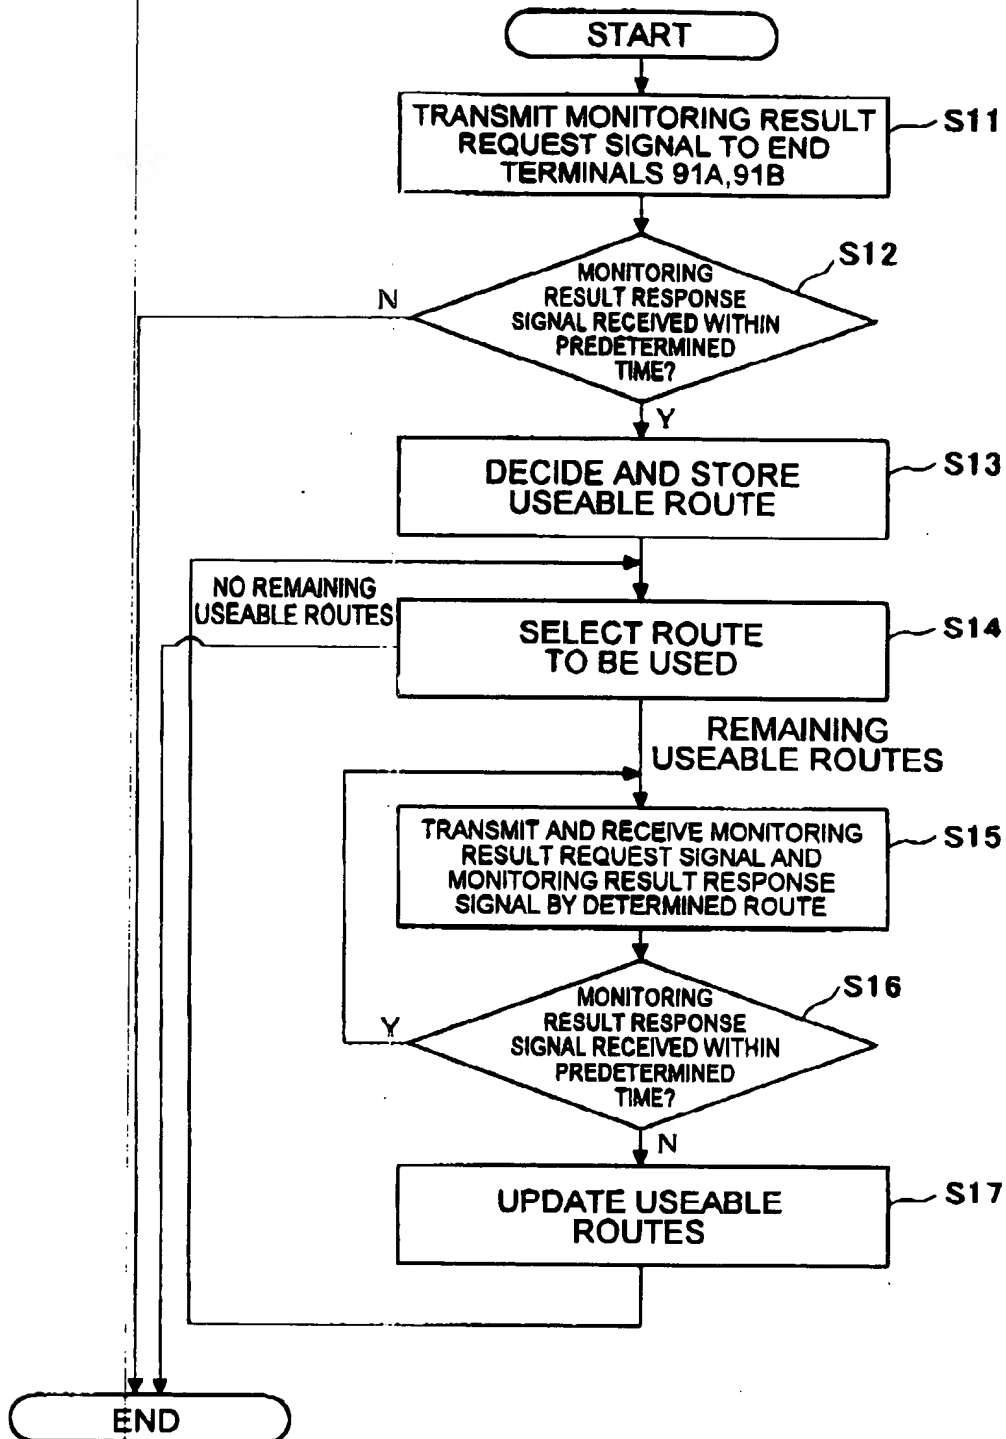 START
TRANSMIT MONITORING RESULT
REQUEST SIGNAL TO END
TERMINALS 91A,91B
S11
S12
MONITORING
RESULT RESPONSE
SIGNAL RECEIVED WITHIN
PREDETERMINED
TIME?
N
Y
DECIDE AND STORE
USEABLE ROUTE
S13
NO REMAINING
USEABLE ROUTES
SELECT ROUTE
TO BE USED
S14
REMAINING
USEABLE ROUTES
TRANSMIT AND RECEIVE MONITORING
RESULT REQUEST SIGNAL AND
MONITORING RESULT RESPONSE
SIGNAL BY DETERMINED ROUTE
S15
S16
MONITORING
RESULT RESPONSE
SIGNAL RECEIVED WITHIN
PREDETERMINED
TIME?
Y
N
UPDATE USEABLE
ROUTES
S17
END